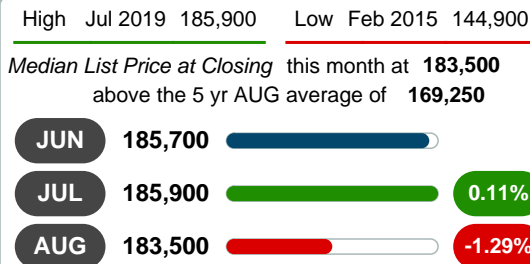 High Jul 2019 185,900 Low Feb 2015 144,900
Median List Price at Closing this month at 183,500
above the 5 yr AUG average of 169,250
JUN 185,700
JUL 185,900 0.11%
AUG 183,500 -1.29%